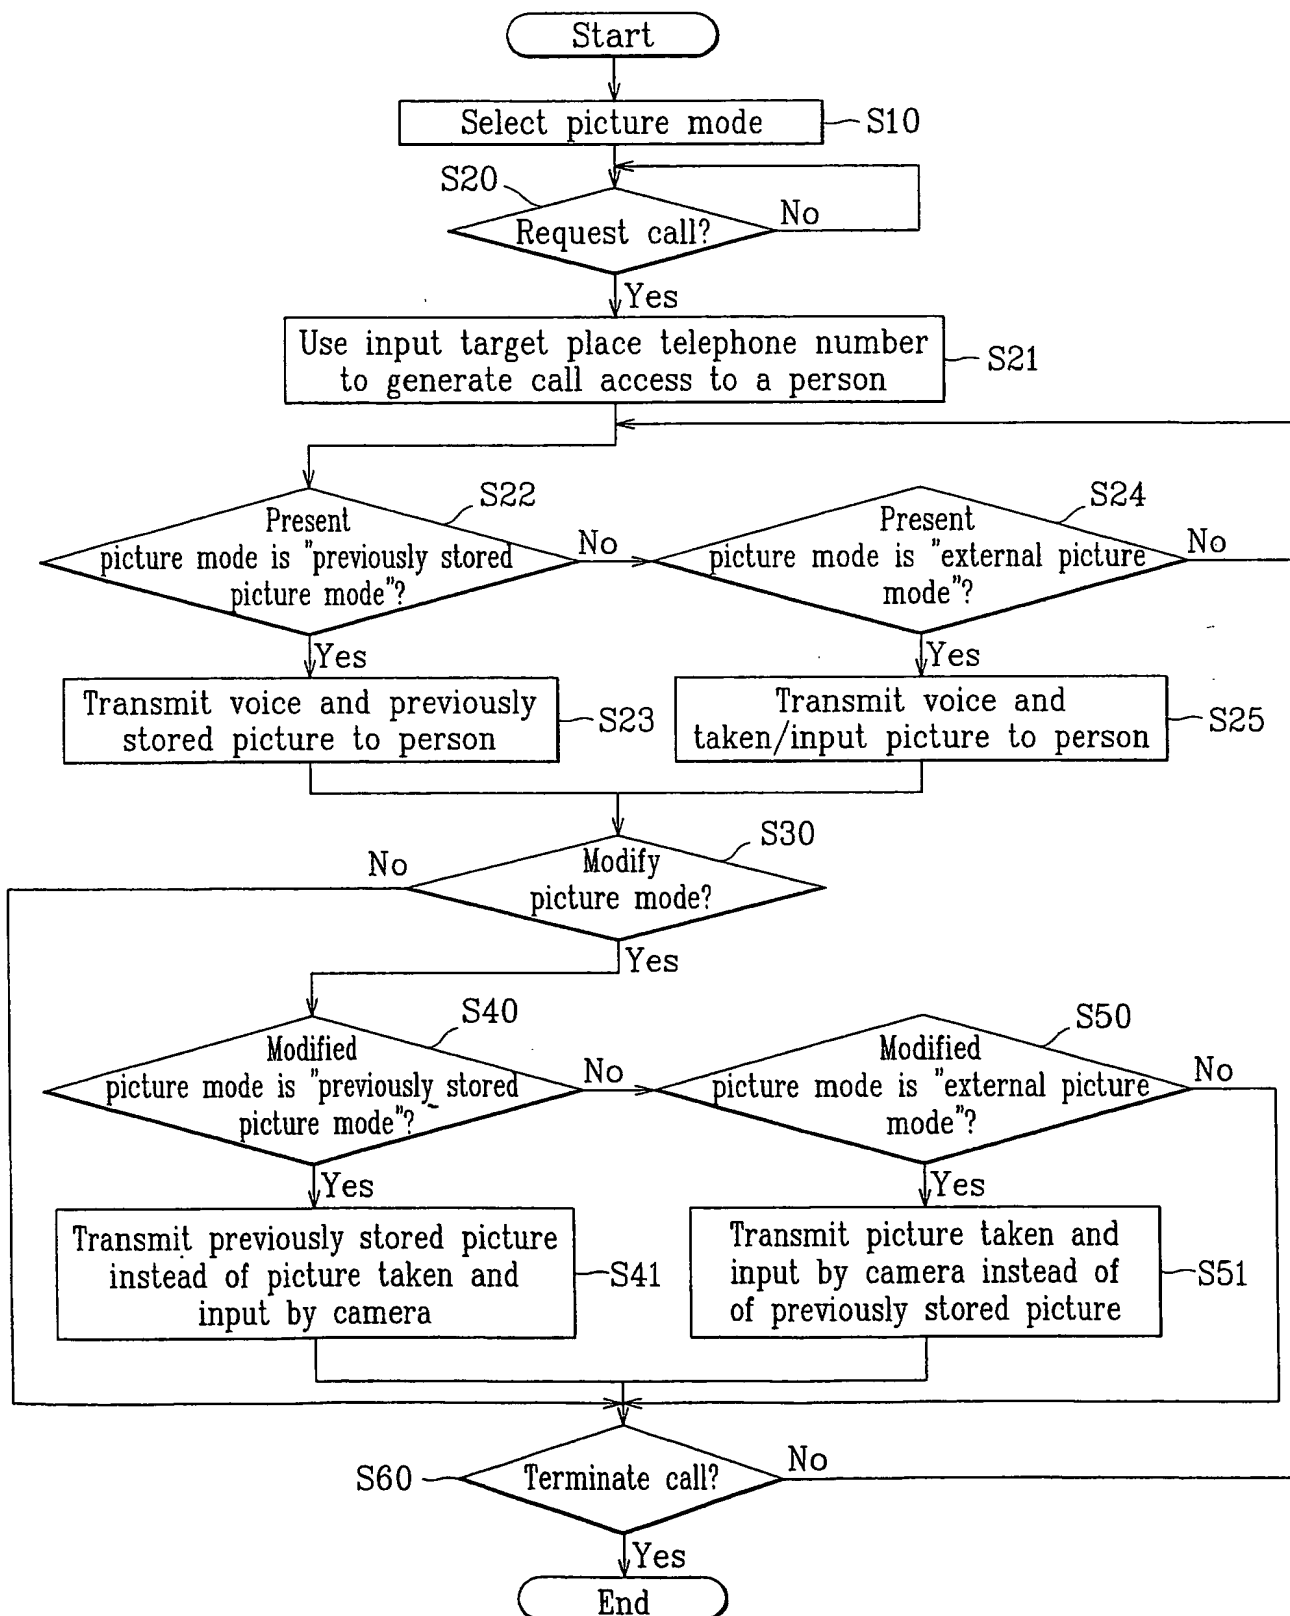 Start
Select picture mode
S10
S20
Request call?
No
Yes
Use input target place telephone number
to generate call access to a person
S21
S22
Present
picture mode is "previously stored
picture mode"?
No
S24
Present
picture mode is "external picture
mode"?
No
Yes
Yes
Transmit voice and previously
stored picture to person
S23
Transmit voice and
taken/input picture to person
S25
S30
No
Modify
picture mode?
Yes
S40
Modified
picture mode is "previously stored
picture mode"?
No
S50
Modified
picture mode is "external picture
mode"?
No
Yes
Yes
Transmit previously stored picture
instead of picture taken and
input by camera
S41
Transmit picture taken and
input by camera instead of
of previously stored picture
S51
S60
Terminate call?
No
Yes
End